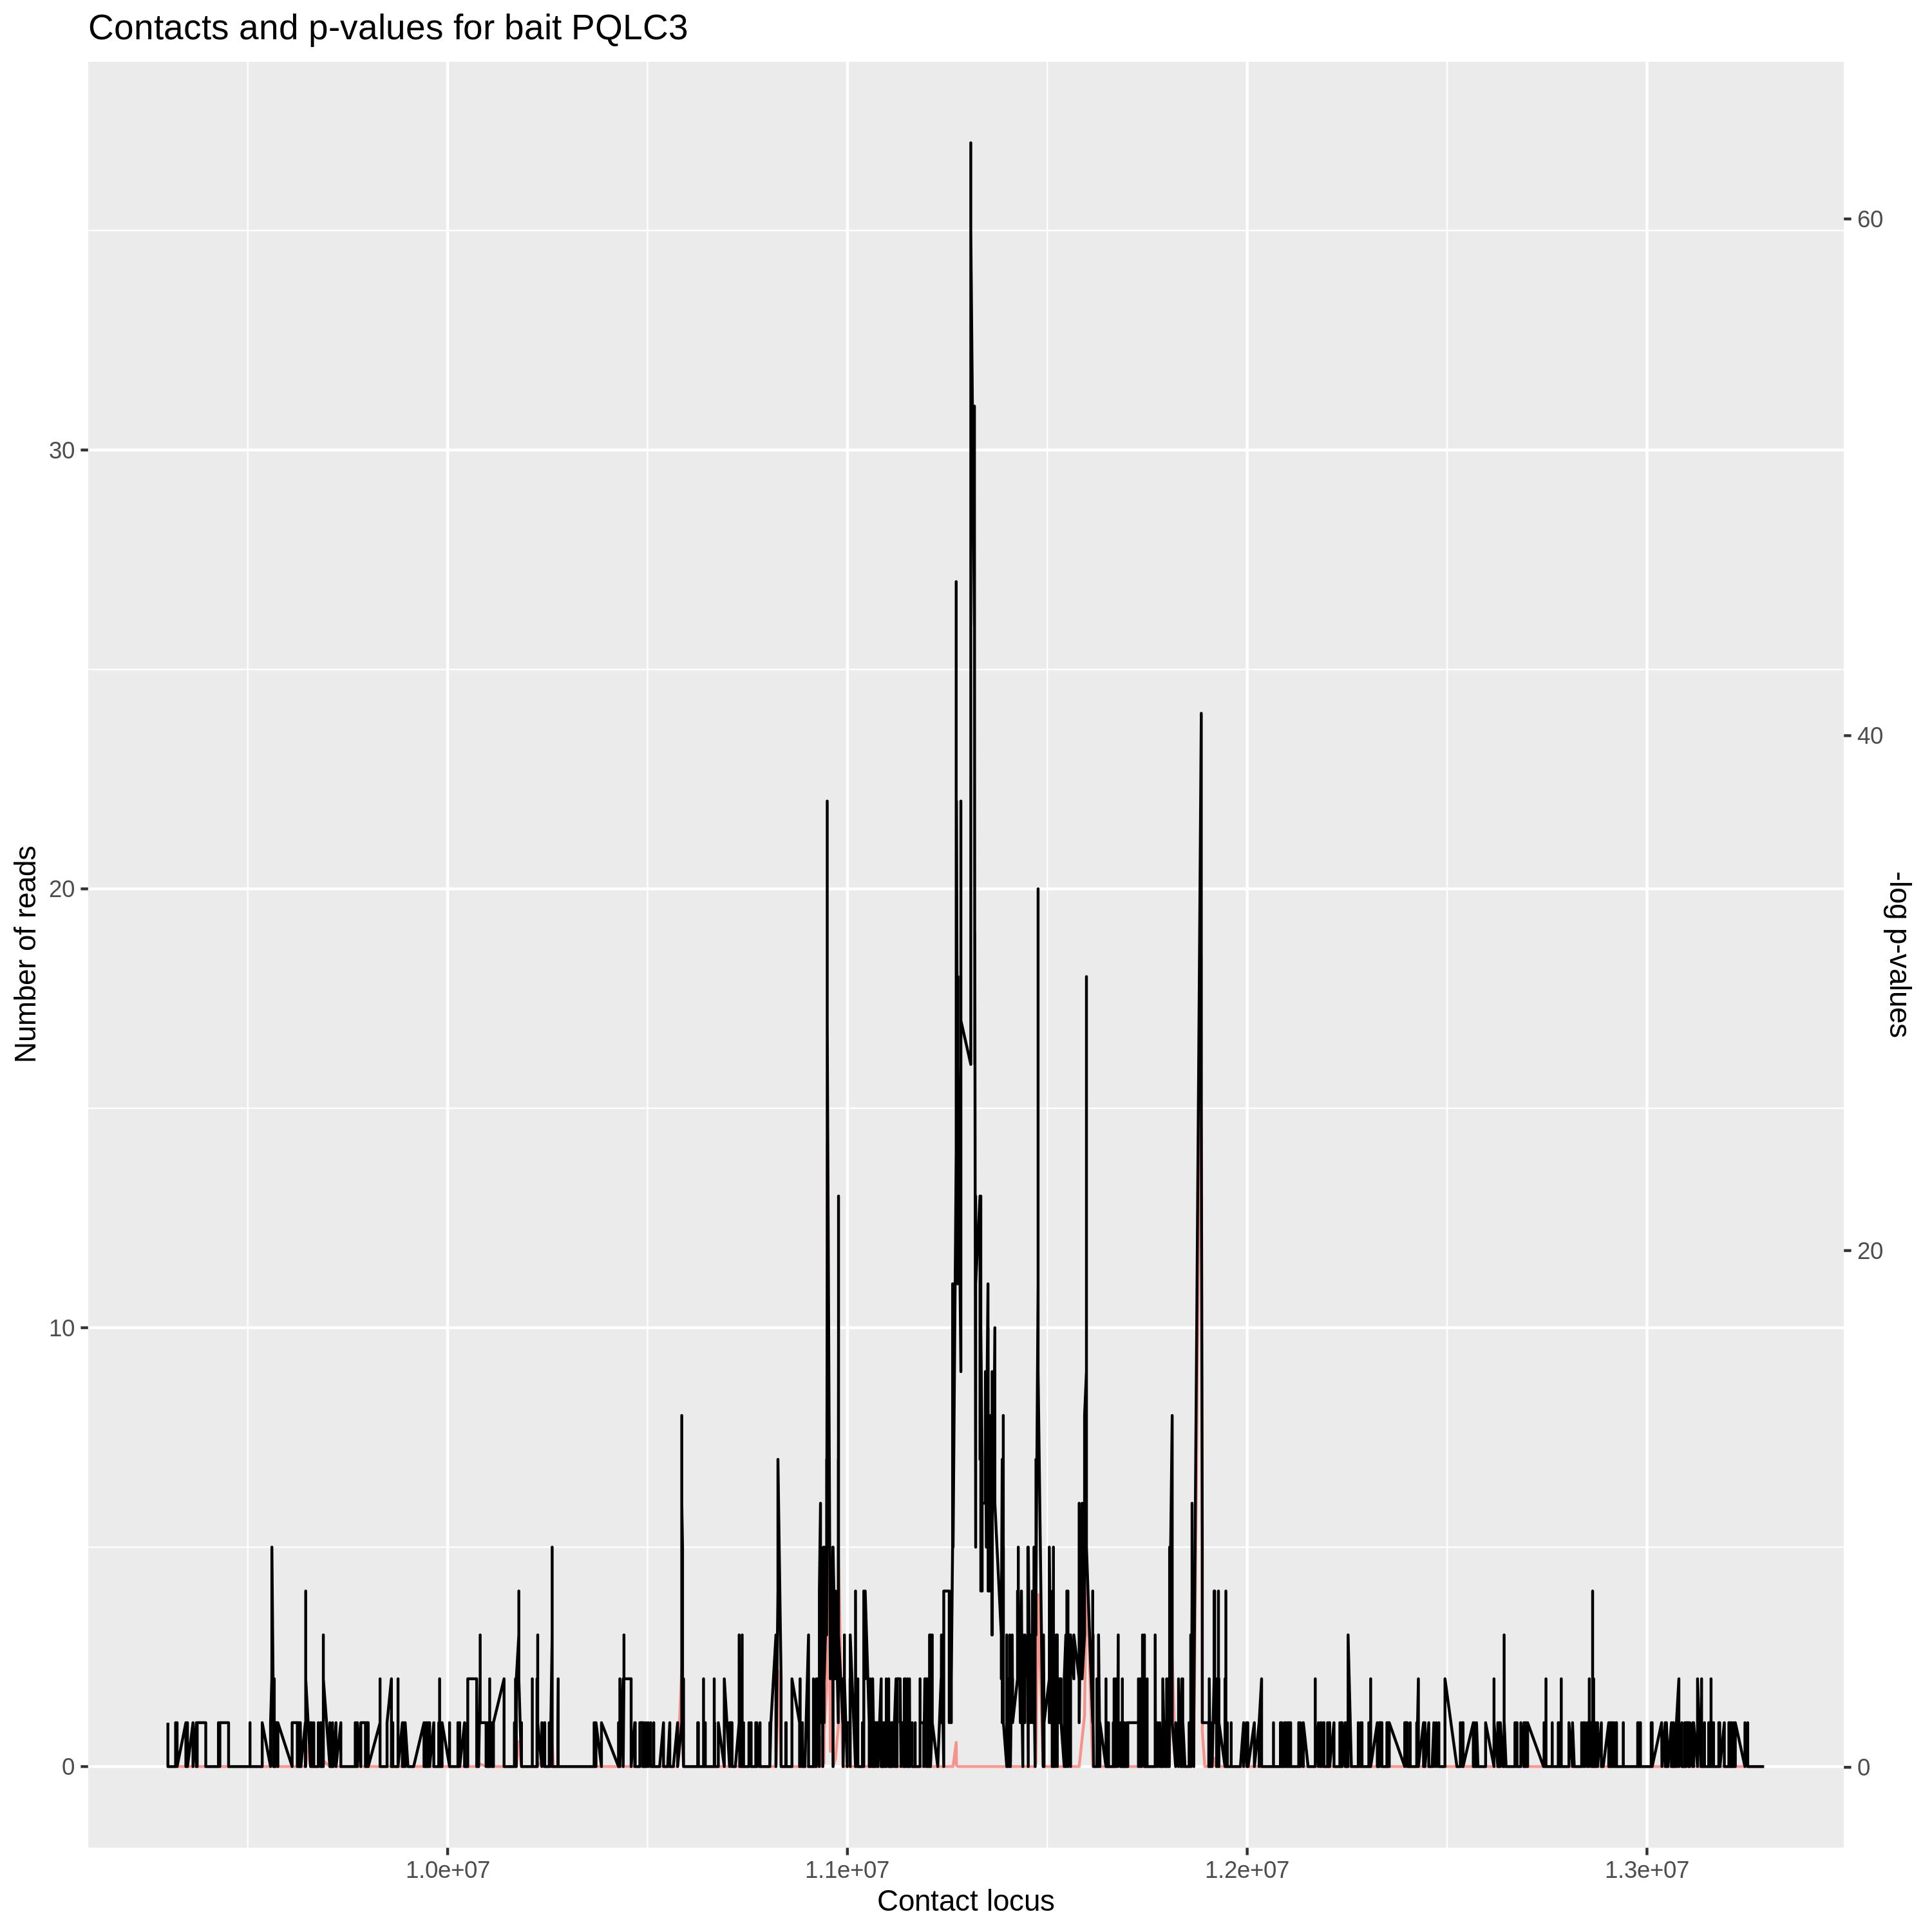 Contacts and p-values for bait PQLC3
Number of reads
30
20
10
0
60
40
20
0
-log p-values
1.0e+07
1.1e+07
1.2e+07
1.3e+07
Contact locus